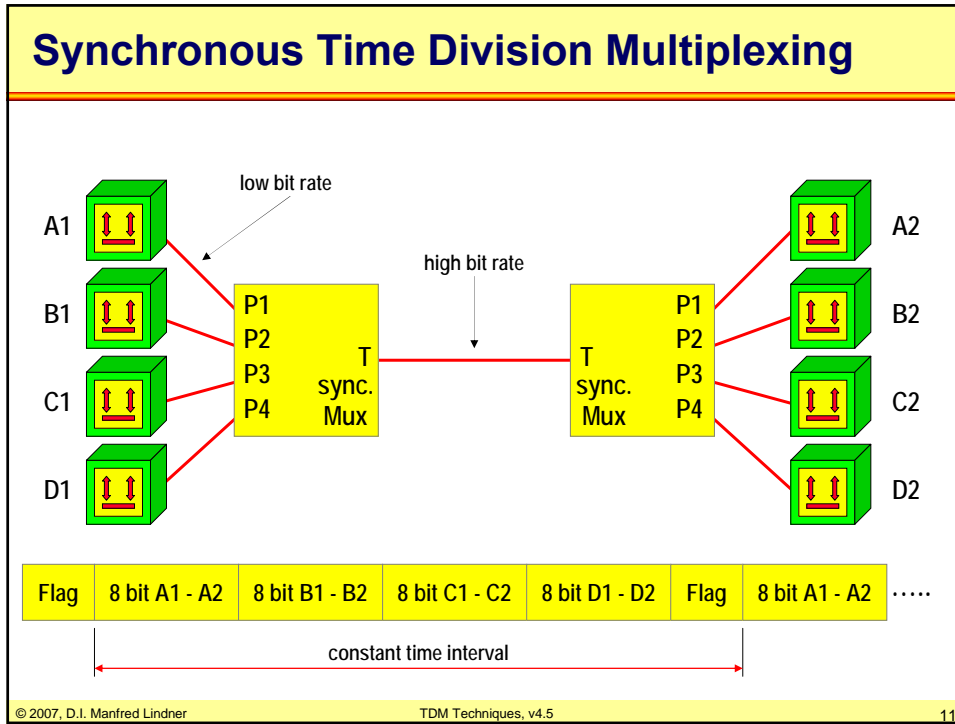 Synchronous Time Division Multiplexing
low bit rate
A1
A2
high bit rate
B1
B2
P1
P2
P3
P4
T
sync.
Mux
T
sync.
Mux
P1
P2
P3
P4
C1
C2
D1
D2
Flag 8 bit A1 - A2 8 bit B1 - B2 8 bit C1 - C2 8 bit D1 - D2 Flag 8 bit A1 - A2 .....
constant time interval
© 2007, D.I. Manfred Lindner TDM Techniques, v4.5 11